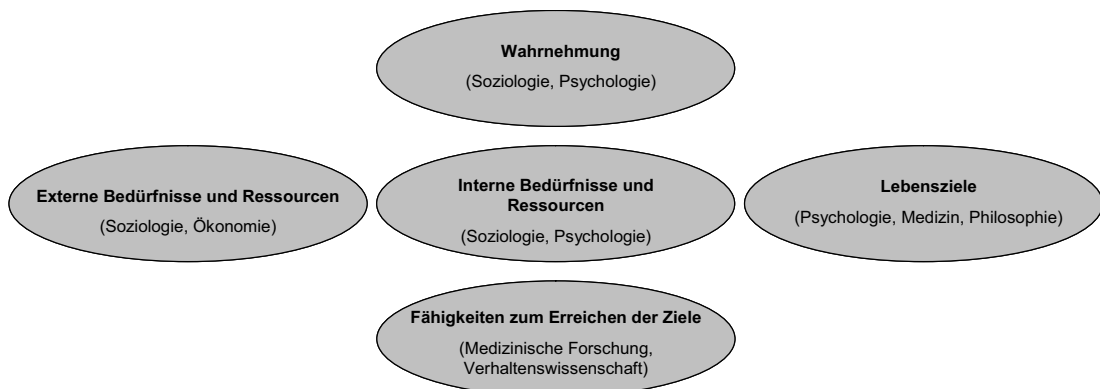 Wahrnehmung
(Soziologie, Psychologie)
Externe Bedürfnisse und Ressourcen
(Soziologie, Ökonomie)
Interne Bedürfnisse und
Ressourcen
(Soziologie, Psychologie)
Lebensziele
(Psychologie, Medizin, Philosophie)
Fähigkeiten zum Erreichen der Ziele
(Medizinische Forschung,
Verhaltenswissenschaft)